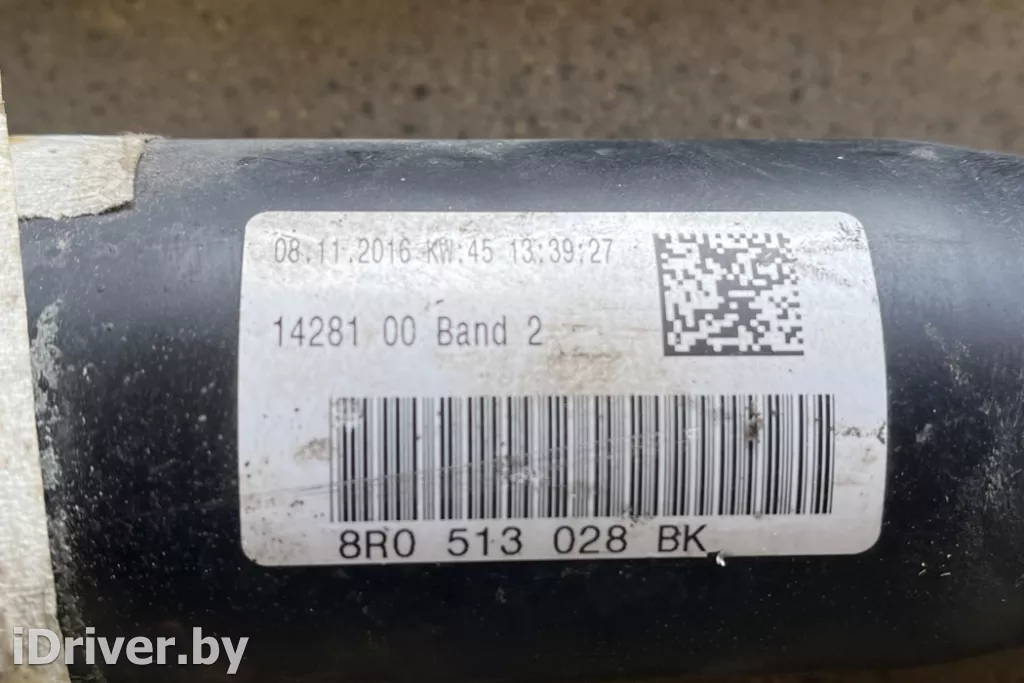 08.11.2016 KW:45 13:39:27
14281 00 Band 2
8R0 513 028 BK
iDriver.by